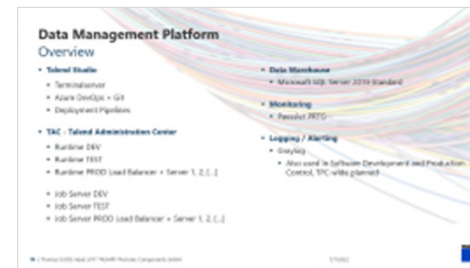 Data Management Platform
Overview
Talend Studio
Terminalserver
Azure DevOps + Git
Deployment Pipelines
TAC - Talend Administration Center
Runtime DEV
Runtime TEST
Runtime PROD Load Balancer + Server 1, 2, [...]
Job Server DEV
Job Server TEST
Job Server PROD Load Balancer + Server 1, 2, [...]
Data Warehouse
Microsoft SQL Server 2019 Standard
Monitoring
Paessler PRTG
Logging / Alerting
Graylog
Also used in Software Development and Production
Control, TPC-wide planned